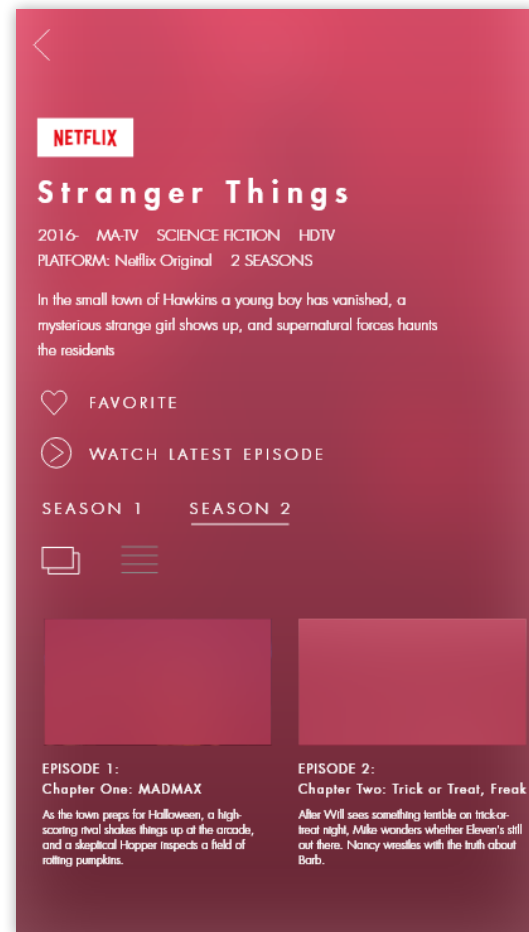 NETFLIX
Stranger Things
2016- MA-TV SCIENCE FICTION HDTV
PLATFORM: Netflix Original 2 SEASONS
In the small town of Hawkins a young boy has vanished, a
mysterious strange girl shows up, and supernatural forces haunts
the residents
FAVORITE
WATCH LATEST EPISODE
SEASON 1 SEASON 2
EPISODE 1:
Chapter One: MADMAX
As the town preps for Halloween, a high-
scoring rival shakes things up at the arcade,
and a skeptical Hopper inspects a field of
rotting pumpkins.
EPISODE 2:
Chapter Two: Trick or Treat, Freak
After Will sees something terrible on trick-or-
treat night, Mike wonders whether Eleven's still
out there. Nancy wrestles with the truth about
Barb.